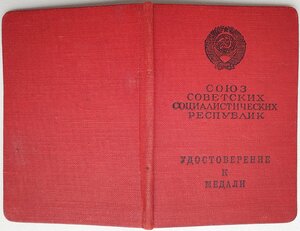 СОЮЗ
СОВЕТСКИХ
СОЦИАЛИСТИЧЕСКИХ
РЕСПУБЛИК
УДОСТОВЕРЕНИЕ
К
МЕДАЛИ